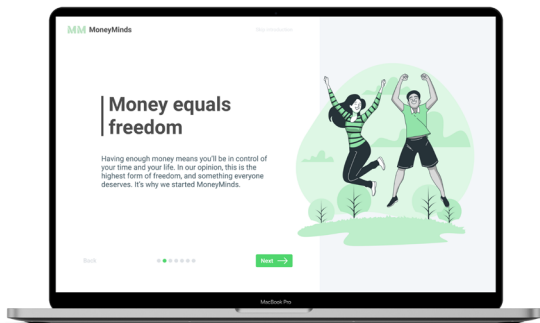 MM MoneyMinds
Money equals
freedom
Having enough money means you'll be in control of
your time and your life. In our opinion, this is the
highest form of freedom, and something everyone
deserves. It's why we started MoneyMinds.
Back
Next
MacBook Pro